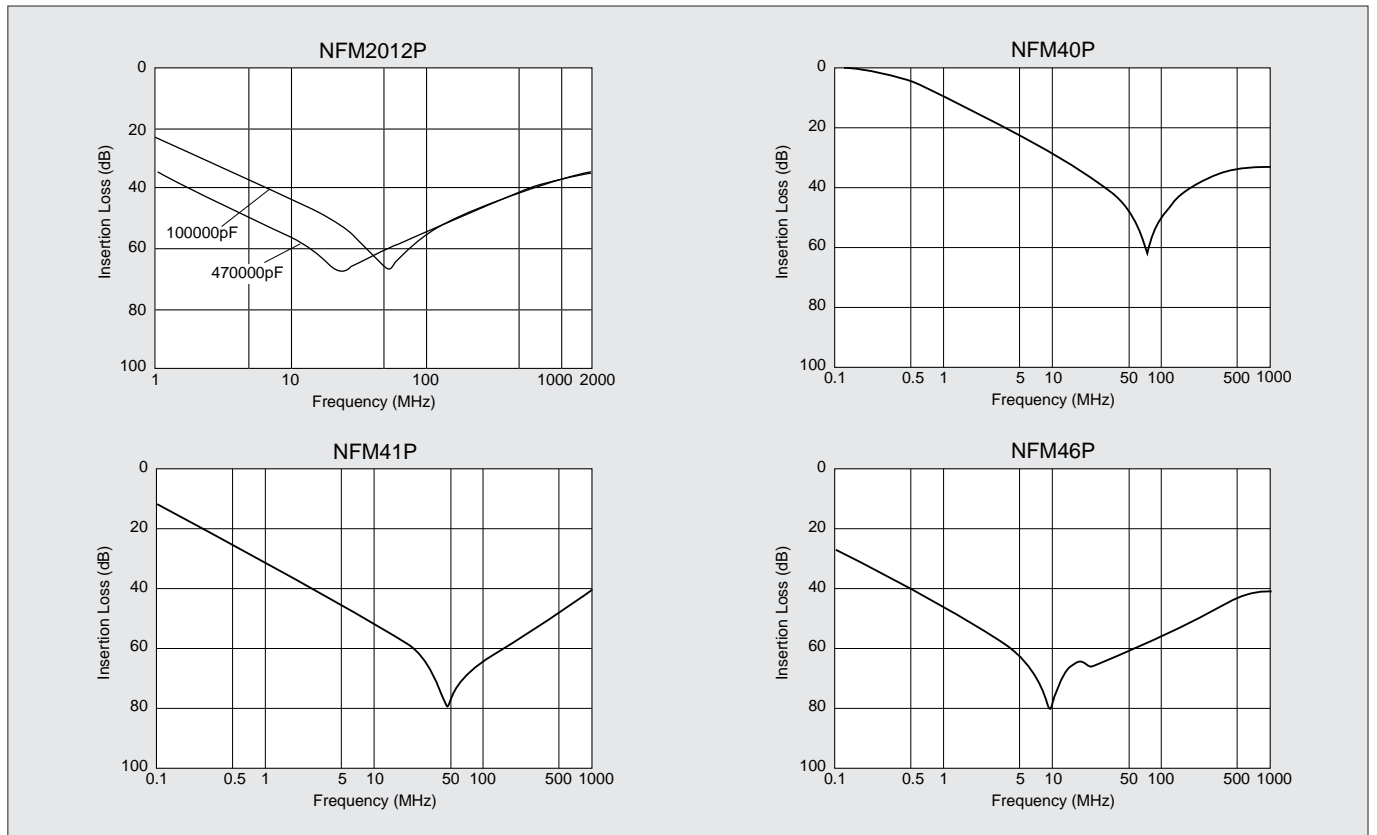 NFM2012P
0
20
40
60
80
100
Insertion Loss (dB)
100000pF
470000pF
1 10 100 1000 2000
Frequency (MHz)
NFM40P
0
20
40
60
80
100
Insertion Loss (dB)
0.1 0.5 1 5 10 50 100 500 1000
Frequency (MHz)
NFM41P
0
20
40
60
80
100
Insertion Loss (dB)
0.1 0.5 1 5 10 50 100 500 1000
Frequency (MHz)
NFM46P
0
20
40
60
80
100
Insertion Loss (dB)
0.1 0.5 1 5 10 50 100 500 1000
Frequency (MHz)